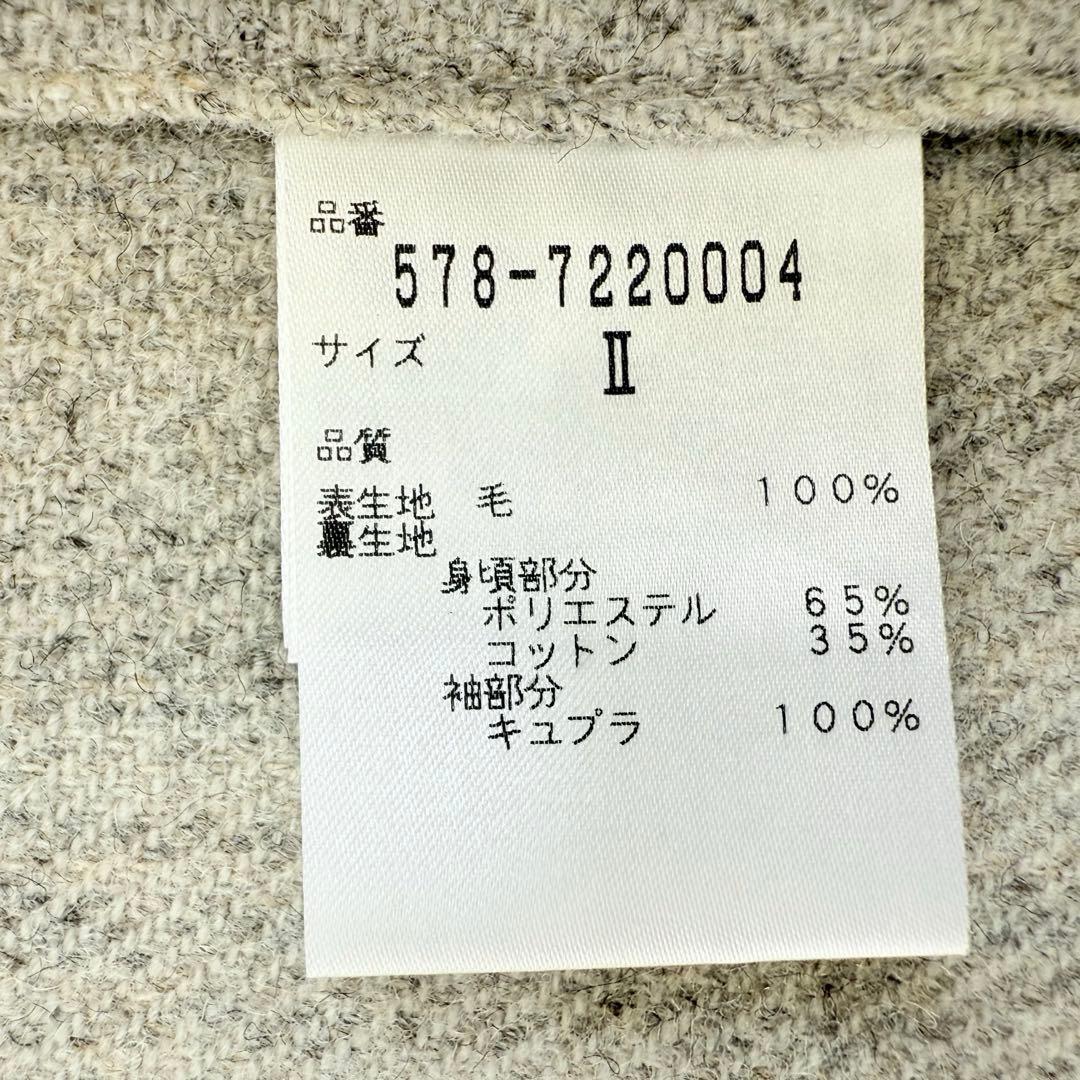 品番
578-7220004
サイズ Ⅱ
品質
表生地 毛 100%
裏生地
身頃部分
ポリエステル 65%
コットン 35%
袖部分
キュプラ 100%